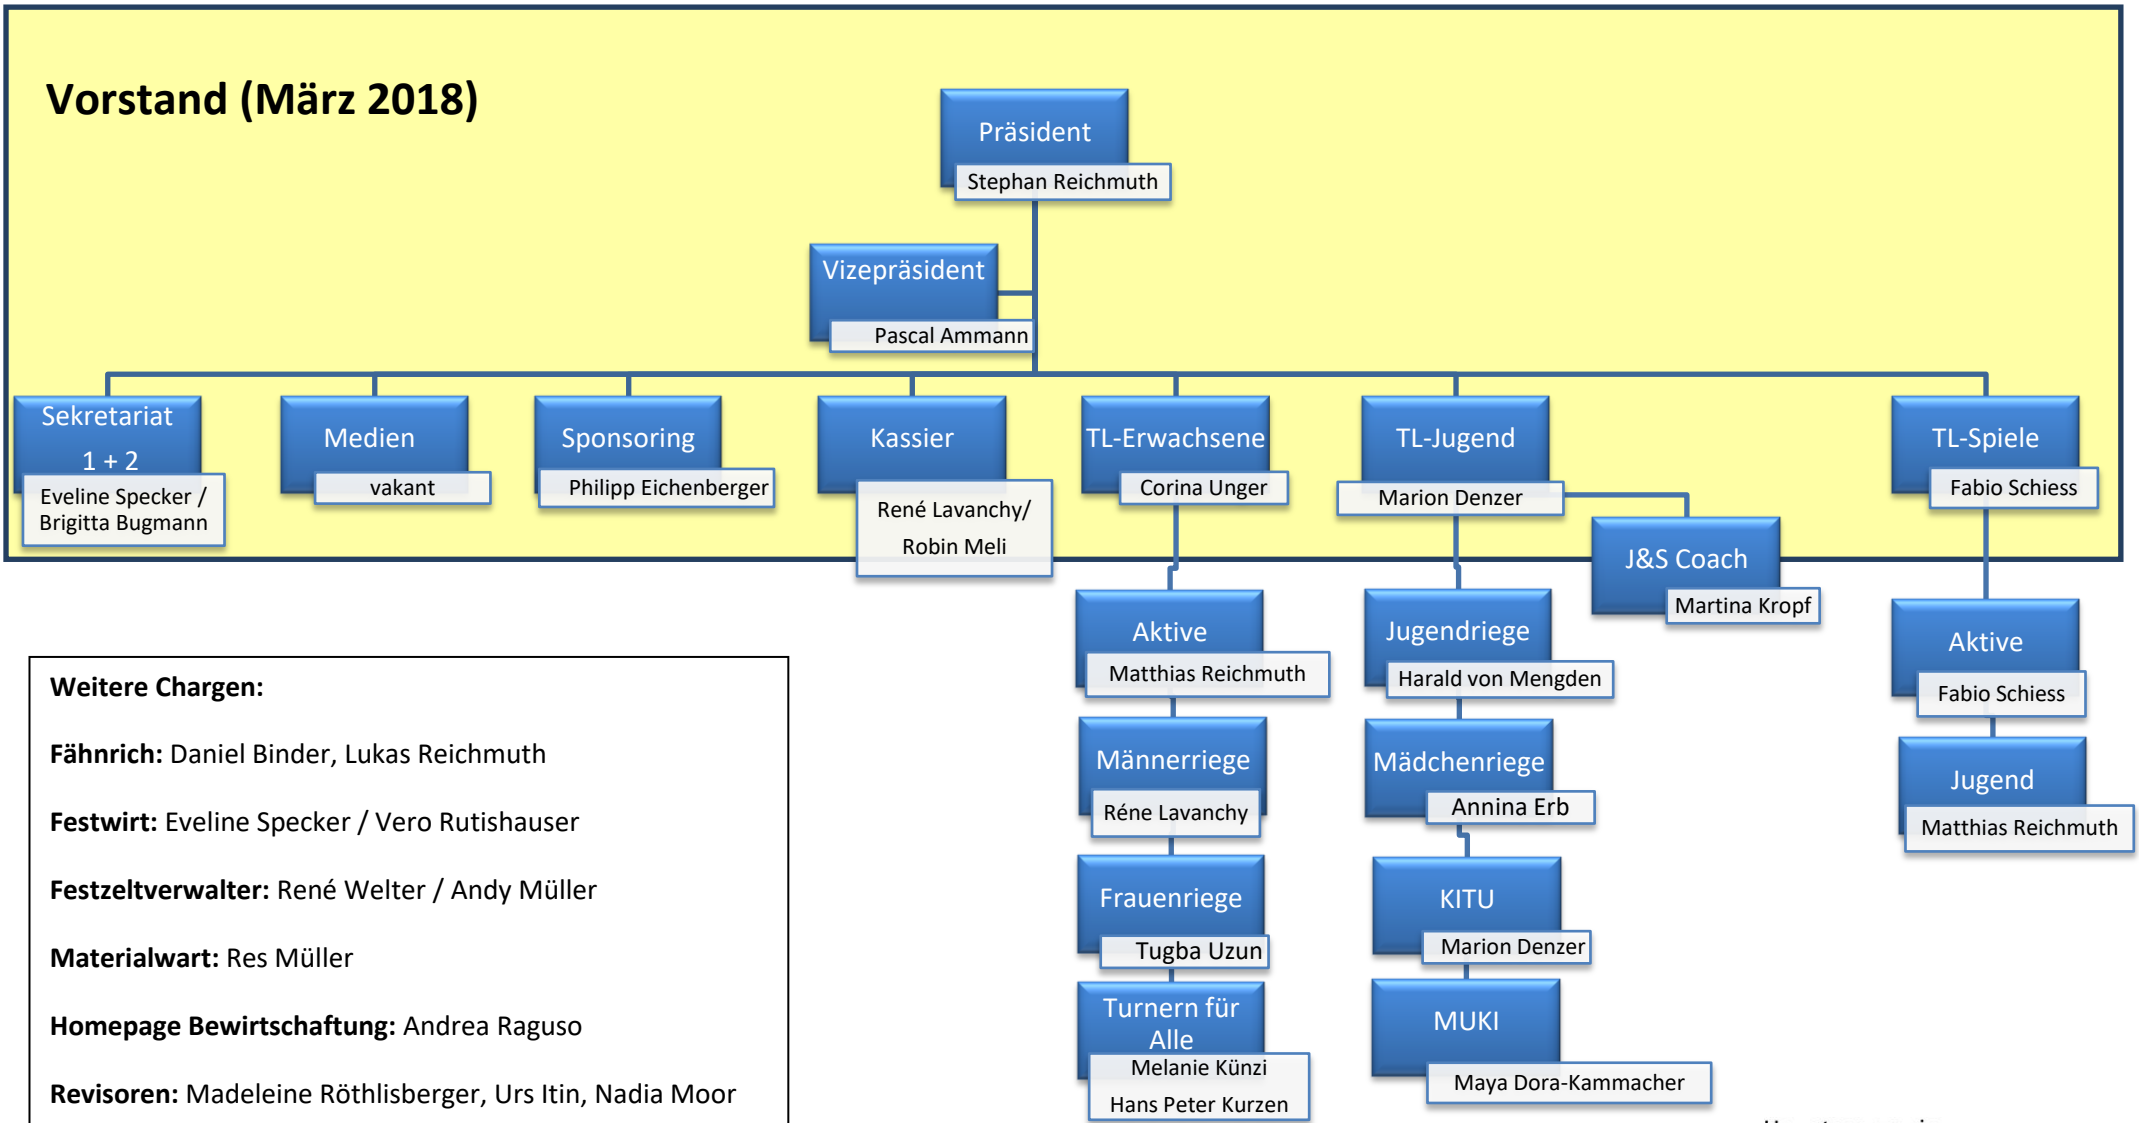 Vorstand (März 2018)
Präsident
Stephan Reichmuth
Vizepräsident
Pascal Ammann
Sekretariat
1 + 2
Eveline Specker /
Brigitta Bugmann
Medien
vakant
Sponsoring
Philipp Eichenberger
Kassier
René Lavanchy/
Robin Meli
TL-Erwachsene
Corina Unger
TL-Jugend
Marion Denzer
TL-Spiele
Fabio Schiess
J&S Coach
Martina Kropf
Aktive
Matthias Reichmuth
Männerriege
Réne Lavanchy
Frauenriege
Tugba Uzun
Turnern für
Alle
Melanie Künzi
Hans Peter Kurzen
Jugendriege
Harald von Mengden
Mädchenriege
Annina Erb
KITU
Marion Denzer
MUKI
Maya Dora-Kammacher
Aktive
Fabio Schiess
Jugend
Matthias Reichmuth
Weitere Chargen:
Fähnrich: Daniel Binder, Lukas Reichmuth
Festwirt: Eveline Specker / Vero Rutishauser
Festzeltverwalter: René Welter / Andy Müller
Materialwart: Res Müller
Homepage Bewirtschaftung: Andrea Raguso
Revisoren: Madeleine Röthlisberger, Urs Itin, Nadia Moor